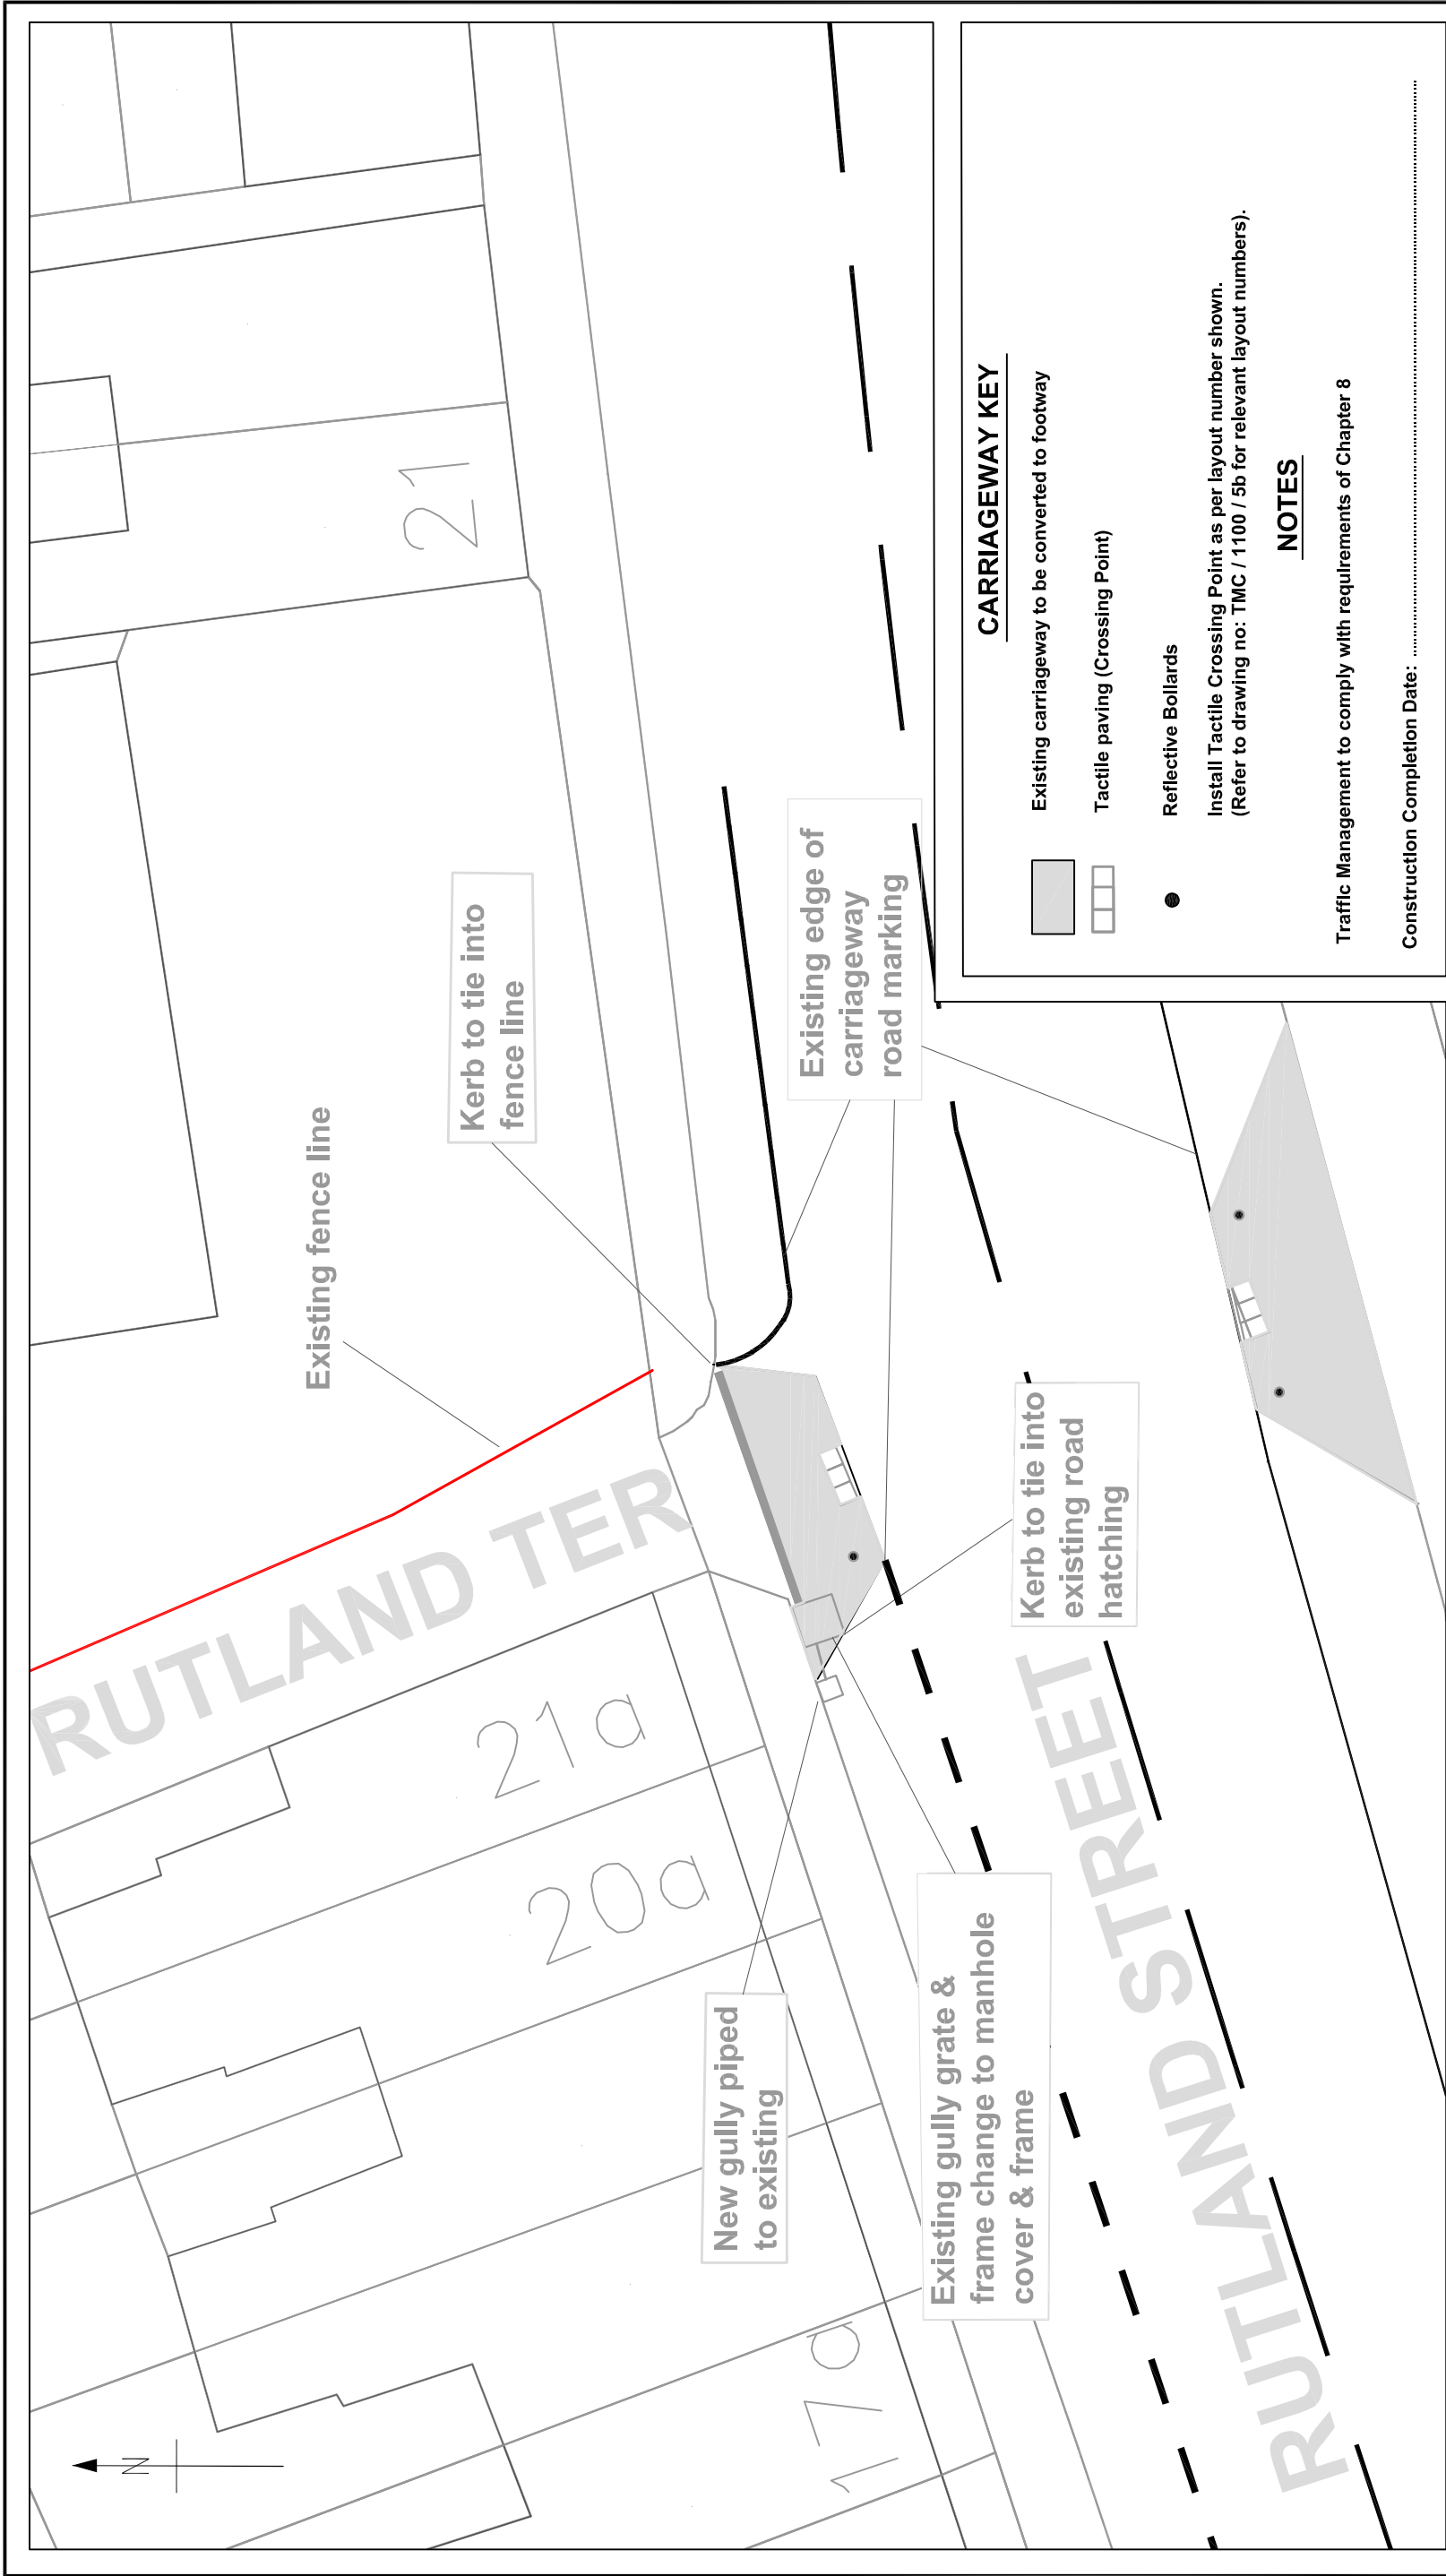 N
RUTLAND TER
Existing fence line
Kerb to tie into
fence line
21
21a
20a
17a
New gully piped
to existing
Existing gully grate &
frame change to manhole
cover & frame
Existing edge of
carriageway
road marking
Kerb to tie into
existing road
hatching
RUTLAND STREET
CARRIAGEWAY KEY
Existing carriageway to be converted to footway
Tactile paving (Crossing Point)
Reflective Bollards
Install Tactile Crossing Point as per layout number shown.
(Refer to drawing no: TMC / 1100 / 5b for relevant layout numbers).
NOTES
Traffic Management to comply with requirements of Chapter 8
Construction Completion Date: ..........................................................................